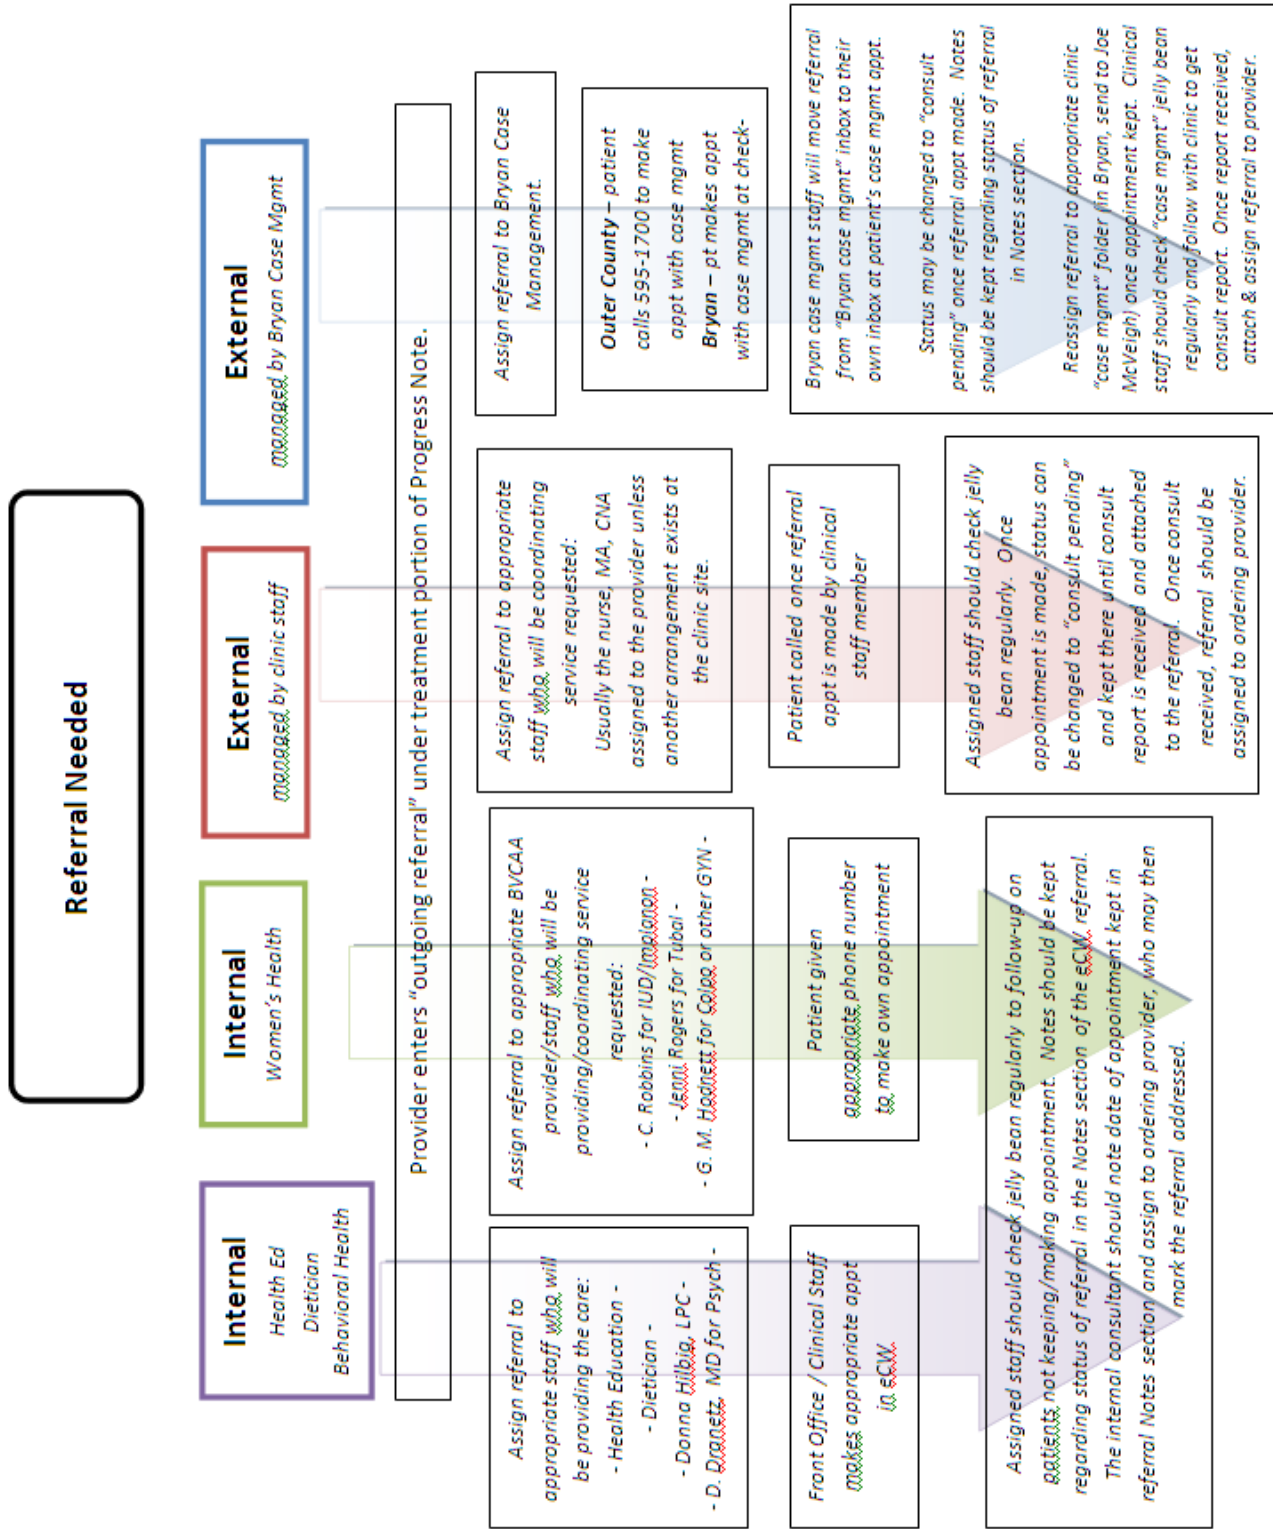 Referral Needed
Internal
Health Ed
Dietician
Behavioral Health
Internal
Women's Health
External
managed by clinic staff
External
managed by Bryan Case Mgmt
Provider enters "outgoing referral" under treatment portion of Progress Note.
Assign referral to
appropriate staff who will
be providing the care:
- Health Education -
- Dietician -
- Donna Hilbig, LPC -
- D. Dranetz, MD for Psych -
Front Office / Clinical Staff
makes appropriate appt
in eCW
Assign referral to appropriate BVCAA
provider/staff who will be
providing/coordinating service
requested:
- C. Robbins for IUD/Implanon -
- Jenni Rogers for Tubal -
- G. M. Hodnett for Colpo or other GYN -
Patient given
appropriate phone number
to make own appointment
Assigned staff should check jelly bean regularly to follow-up on
patients not keeping/making appointment.  Notes should be kept
regarding status of referral in the Notes section of the eCW referral.
The internal consultant should note date of appointment kept in
referral Notes section and assign to ordering provider, who may then
mark the referral addressed.
Assign referral to appropriate
staff who will be coordinating
service requested:
Usually the nurse, MA, CNA
assigned to the provider unless
another arrangement exists at
the clinic site.
Patient called once referral
appt is made by clinical
staff member
Assigned staff should check jelly
bean regularly.  Once
appointment is made, status can
be changed to "consult pending"
and kept there until consult
report is received and attached
to the referral.  Once consult
received, referral should be
assigned to ordering provider.
Assign referral to Bryan Case
Management.
Outer County – patient
calls 595-1700 to make
appt with case mgmt
Bryan – pt makes appt
with case mgmt at check-
Bryan case mgmt staff will move referral
from "Bryan case mgmt" inbox to their
own inbox at patient's case mgmt appt.
Status may be changed to "consult
pending" once referral appt made.  Notes
should be kept regarding status of referral
in Notes section.
Reassign referral to appropriate clinic
"case mgmt" folder (in Bryan, send to Joe
McVeigh) once appointment kept.  Clinical
staff should check "case mgmt" jelly bean
regularly and follow with clinic to get
consult report.  Once report received,
attach & assign referral to provider.